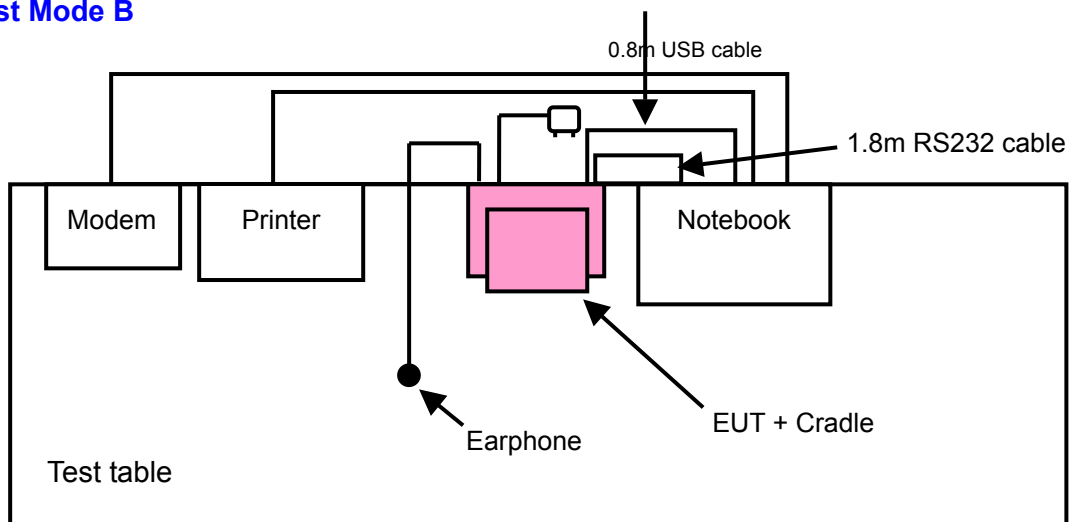 st Mode B
0.8m USB cable
1.8m RS232 cable
Modem
Printer
Notebook
EUT + Cradle
Earphone
Test table